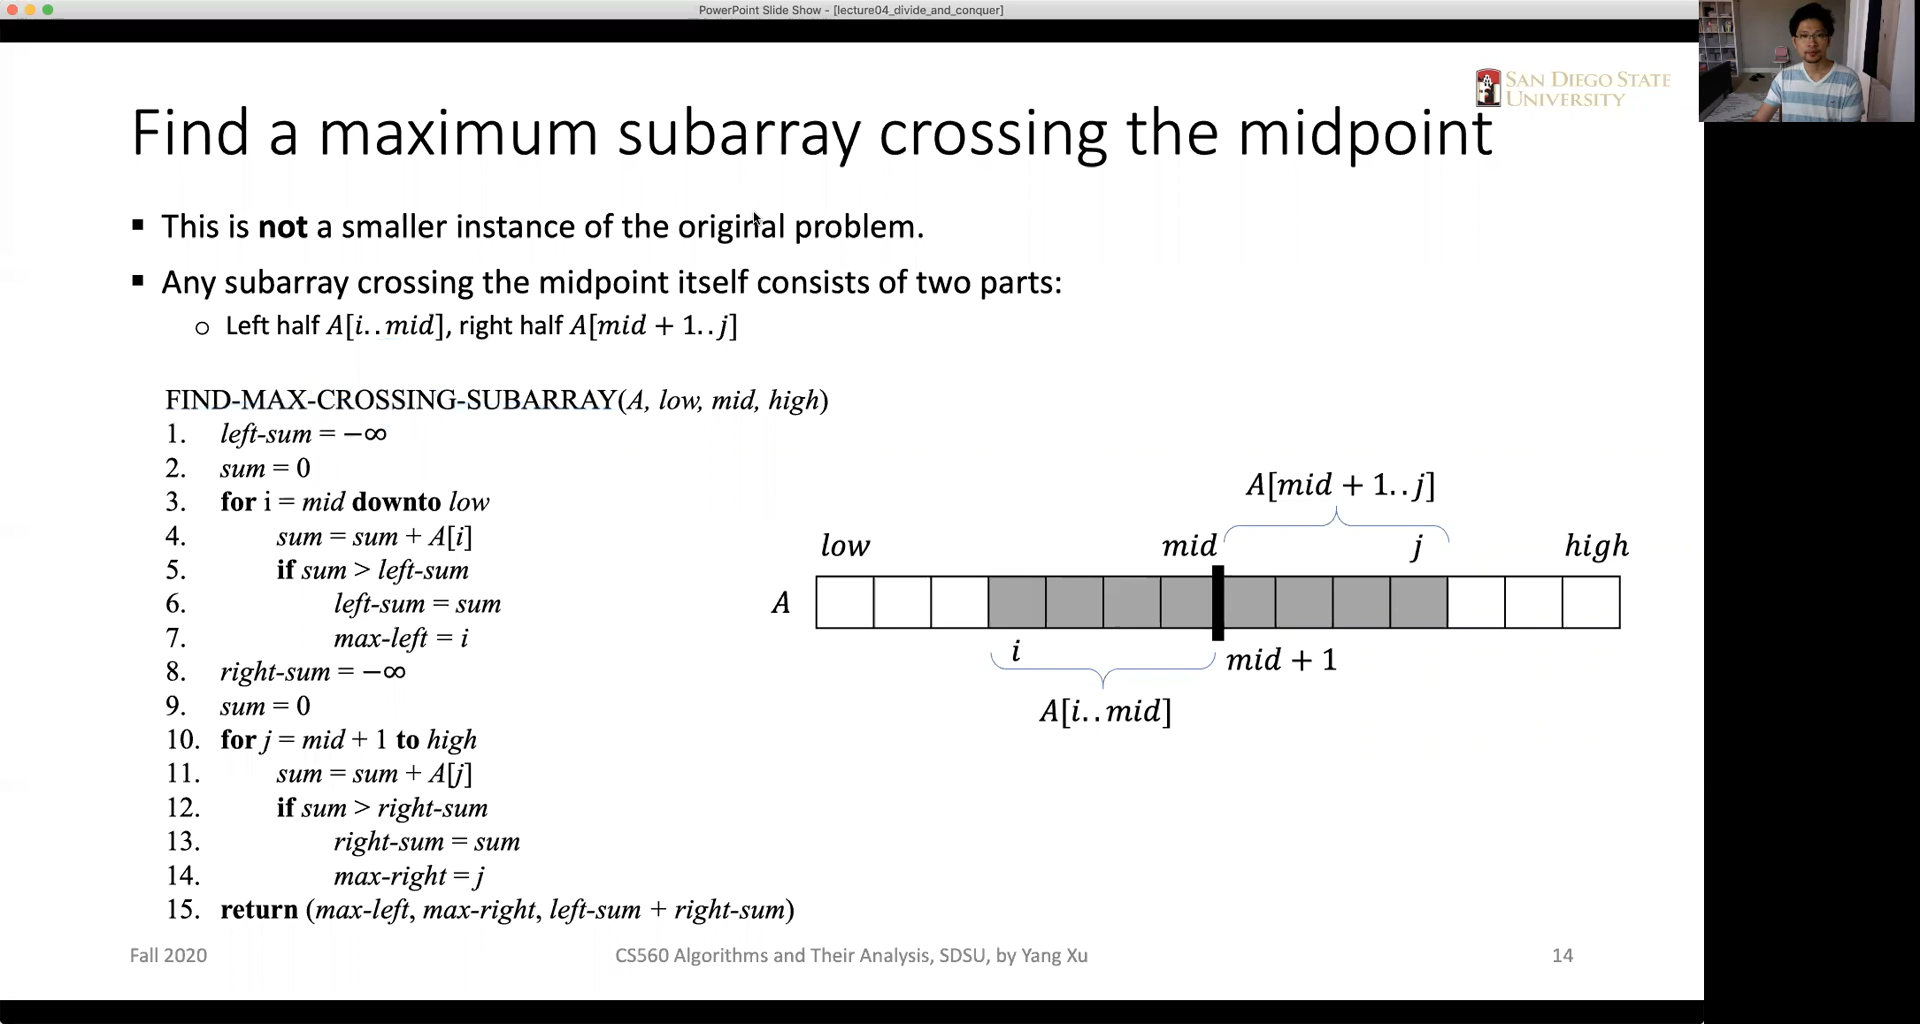 PowerPoint Slide Show - [lecture04_divide_and_conquer]
SAN DIEGO STATE
UNIVERSITY
Find a maximum subarray crossing the midpoint
▪ This is not a smaller instance of the original problem.
▪ Any subarray crossing the midpoint itself consists of two parts:
o Left half A[i..mid], right half A[mid + 1..j]
FIND-MAX-CROSSING-SUBARRAY(A, low, mid, high)
1. left-sum = −∞
2. sum = 0
3. for i = mid downto low
4. sum = sum + A[i]
5. if sum > left-sum
6. left-sum = sum
7. max-left = i
8. right-sum = −∞
9. sum = 0
10. for j = mid + 1 to high
11. sum = sum + A[j]
12. if sum > right-sum
13. right-sum = sum
14. max-right = j
15. return (max-left, max-right, left-sum + right-sum)
A[mid + 1..j]
low mid j high
A
i mid + 1
A[i..mid]
Fall 2020 CS560 Algorithms and Their Analysis, SDSU, by Yang Xu 14